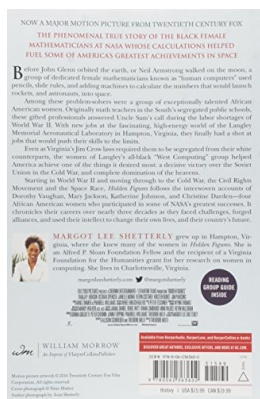 NOW A MAJOR MOTION PICTURE FROM TWENTIETH CENTURY FOX
THE PHENOMENAL TRUE STORY OF THE BLACK FEMALE
MATHEMATICIANS AT NASA WHOSE CALCULATIONS HELPED
FUEL SOME OF AMERICA'S GREATEST ACHIEVEMENTS IN SPACE
Before John Glenn orbited the earth, or Neil Armstrong walked on the moon, a
group of dedicated female mathematicians known as "human computers" used
pencils, slide rules, and adding machines to calculate the numbers that would launch
rockets, and astronauts, into space.
Among these problem-solvers were a group of exceptionally talented African
American women. Originally math teachers in the South's segregated public schools,
these gifted professionals answered Uncle Sam's call during the labor shortages of
World War II. With new jobs at the fascinating, high-energy world of the Langley
Memorial Aeronautical Laboratory in Hampton, Virginia, they finally had a shot at
jobs that would push their skills to the limits.
Even as Virginia's Jim Crow laws required them to be segregated from their white
counterparts, the women of Langley's all-black "West Computing" group helped
America achieve one of the things it desired most: a decisive victory over the Soviet
Union in the Cold War, and complete domination of the heavens.
Starting in World War II and moving through to the Cold War, the Civil Rights
Movement and the Space Race, Hidden Figures follows the interwoven accounts of
Dorothy Vaughan, Mary Jackson, Katherine Johnson, and Christine Darden—four
African American women who participated in some of NASA's greatest successes. It
chronicles their careers over nearly three decades as they faced challenges, forged
alliances, and used their intellect to change their own lives, and their country's future.
MARGOT LEE SHETTERLY grew up in Hampton, Vir-
ginia, where she knew many of the women in Hidden Figures. She is
an Alfred P. Sloan Foundation Fellow and the recipient of a Virginia
Foundation for the Humanities grant for her research on women in
computing. She lives in Charlottesville, Virginia.
margotleeshetterly.com
@margotshetterly
READING
GROUP GUIDE
INSIDE
WILLIAM MORROW
An Imprint of HarperCollinsPublishers
Motion picture artwork © 2016 Twentieth Century Fox Film
Corporation. All rights reserved.